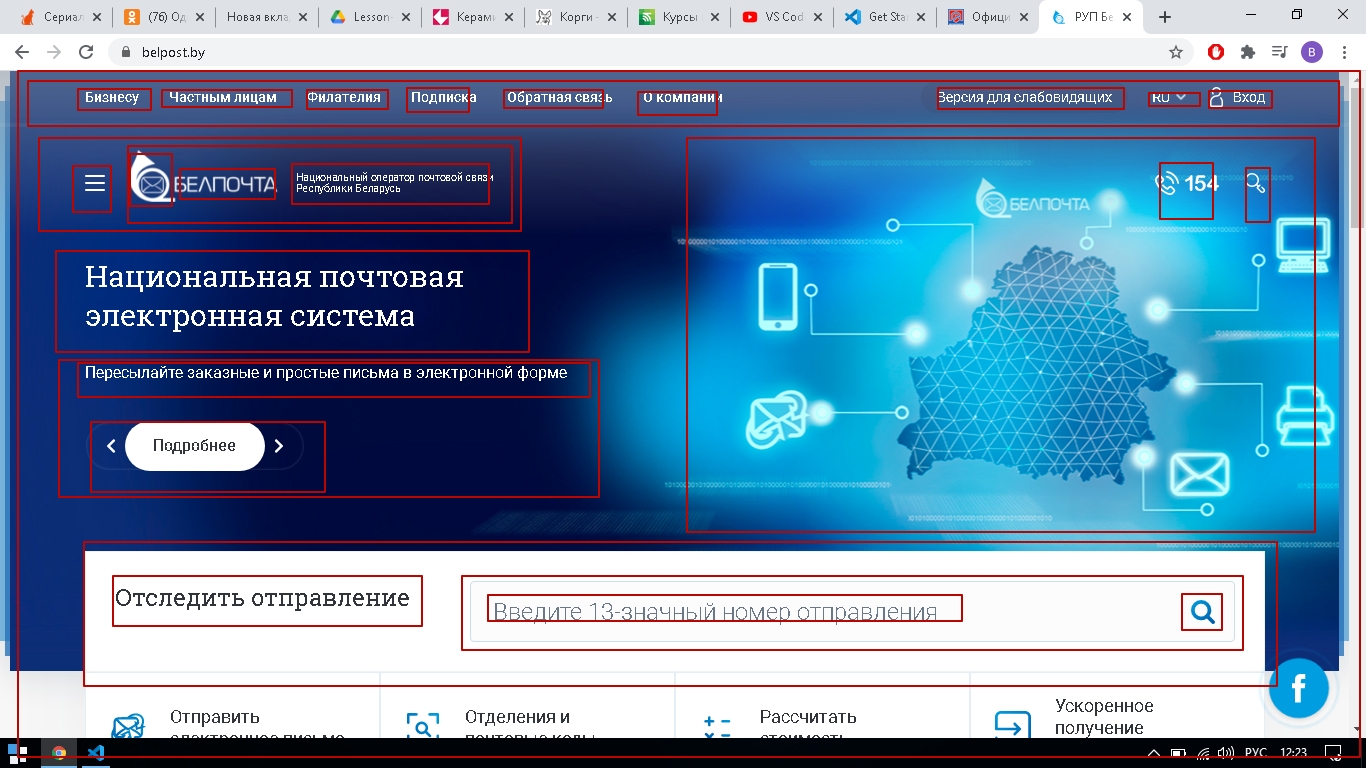 Сериал
(76) Од
Новая вкла
Lesson
Керам
Корги -
Курсы
VS Cod
Get Sta
Офици
РУП Бе
belpost.by
B
Бизнесу
Частным лицам
Филателия
Подписка
Обратная связь
О компании
Версия для слабовидящих
RU
Вход
БЕЛПОЧТА
Национальный оператор почтовой связи
Республики Беларусь
154
БЕЛПОЧТА
Национальная почтовая
электронная система
Пересылайте заказные и простые письма в электронной форме
Подробнее
Отследить отправление
Введите 13-значный номер отправления
Отправить
электронное письмо
Отделения и
почтовые коды
Рассчитать
стоимость
Ускоренное
получение
РУС
12:23